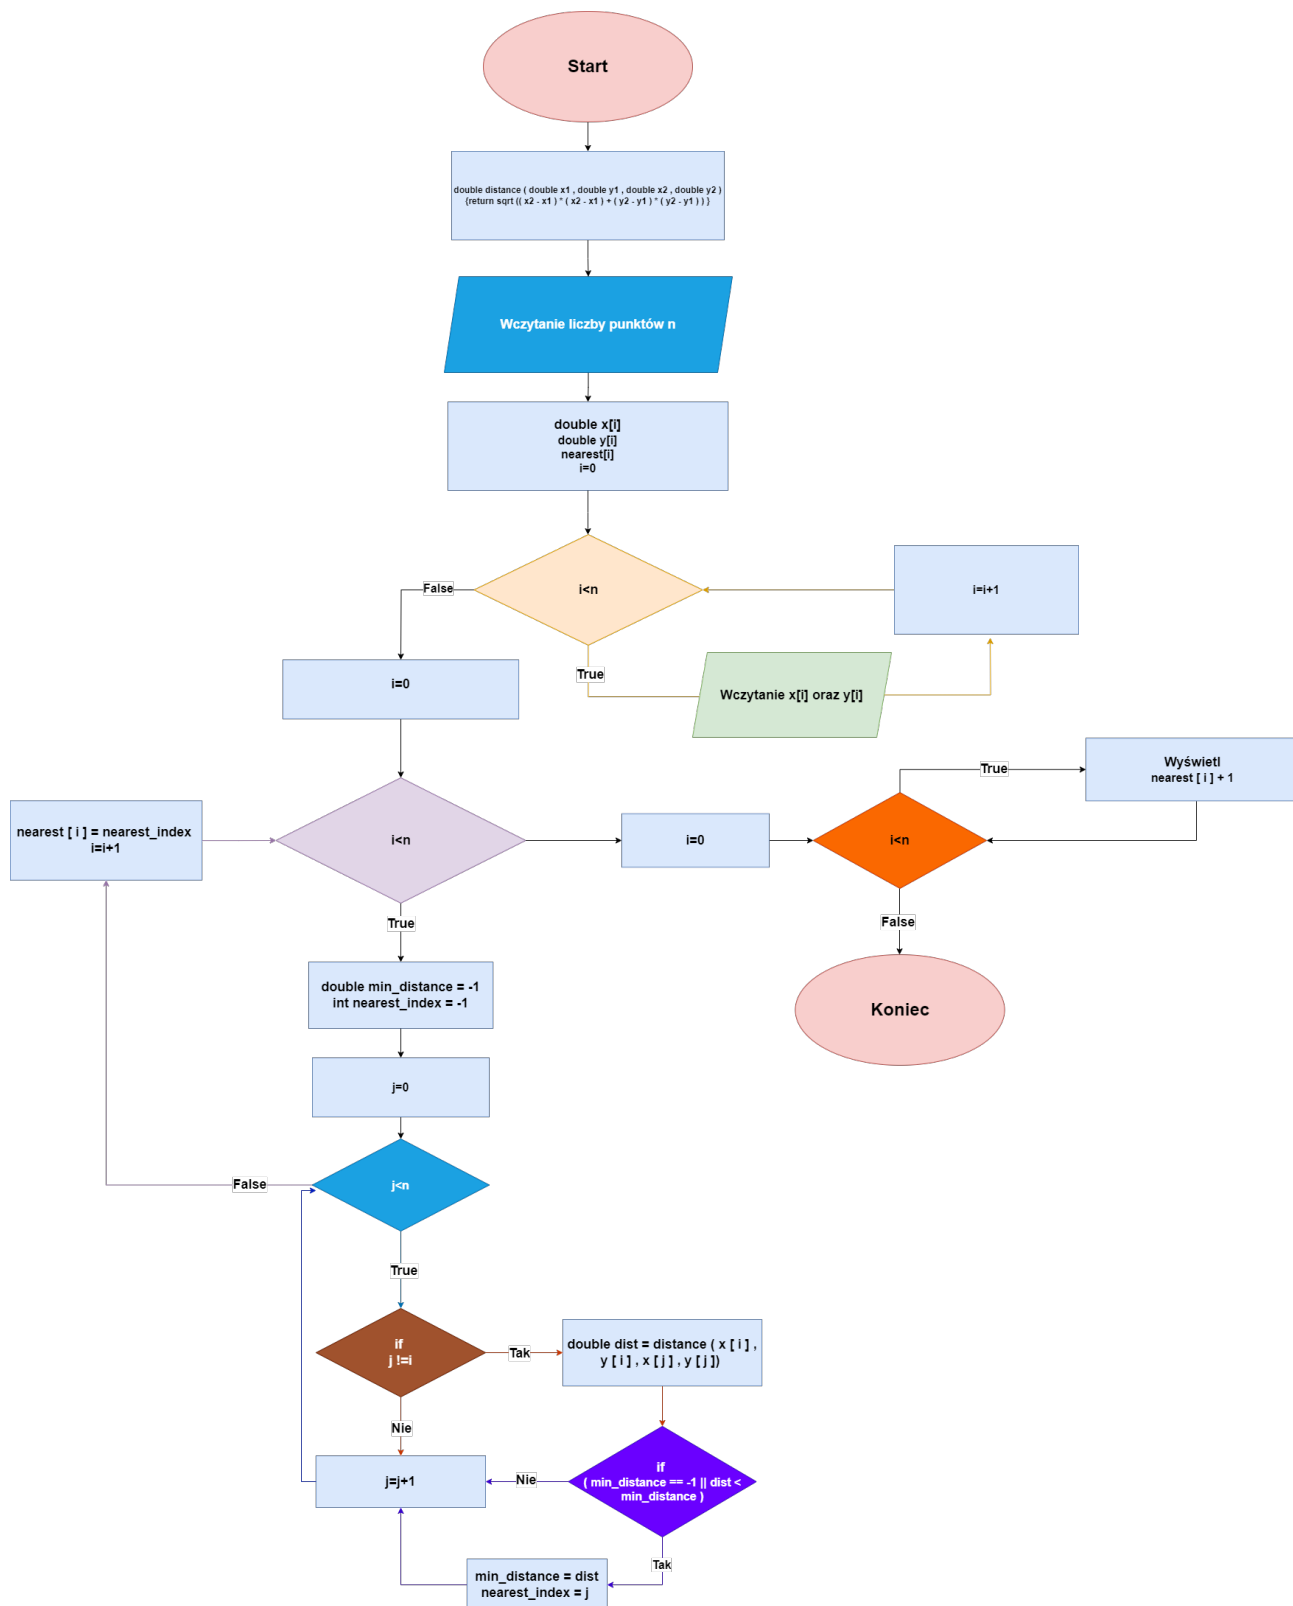 Start
double distance ( double x1 , double y1 , double x2 , double y2 )
{return sqrt (( x2 - x1 ) * ( x2 - x1 ) + ( y2 - y1 ) * ( y2 - y1 ) ) }
Wczytanie liczby punktów n
double x[i]
double y[i]
nearest[i]
i=0
i<n
False
True
i=i+1
Wczytanie x[i] oraz y[i]
i=0
nearest [ i ] = nearest_index
i=i+1
i<n
i=0
i<n
True
Wyświetl
nearest [ i ] + 1
False
Koniec
True
double min_distance = -1
int nearest_index = -1
j=0
j<n
False
True
if
j !=i
Tak
double dist = distance ( x [ i ] ,
y [ i ] , x [ j ] , y [ j ])
Nie
j=j+1
Nie
if
( min_distance == -1 || dist <
min_distance )
Tak
min_distance = dist
nearest_index = j